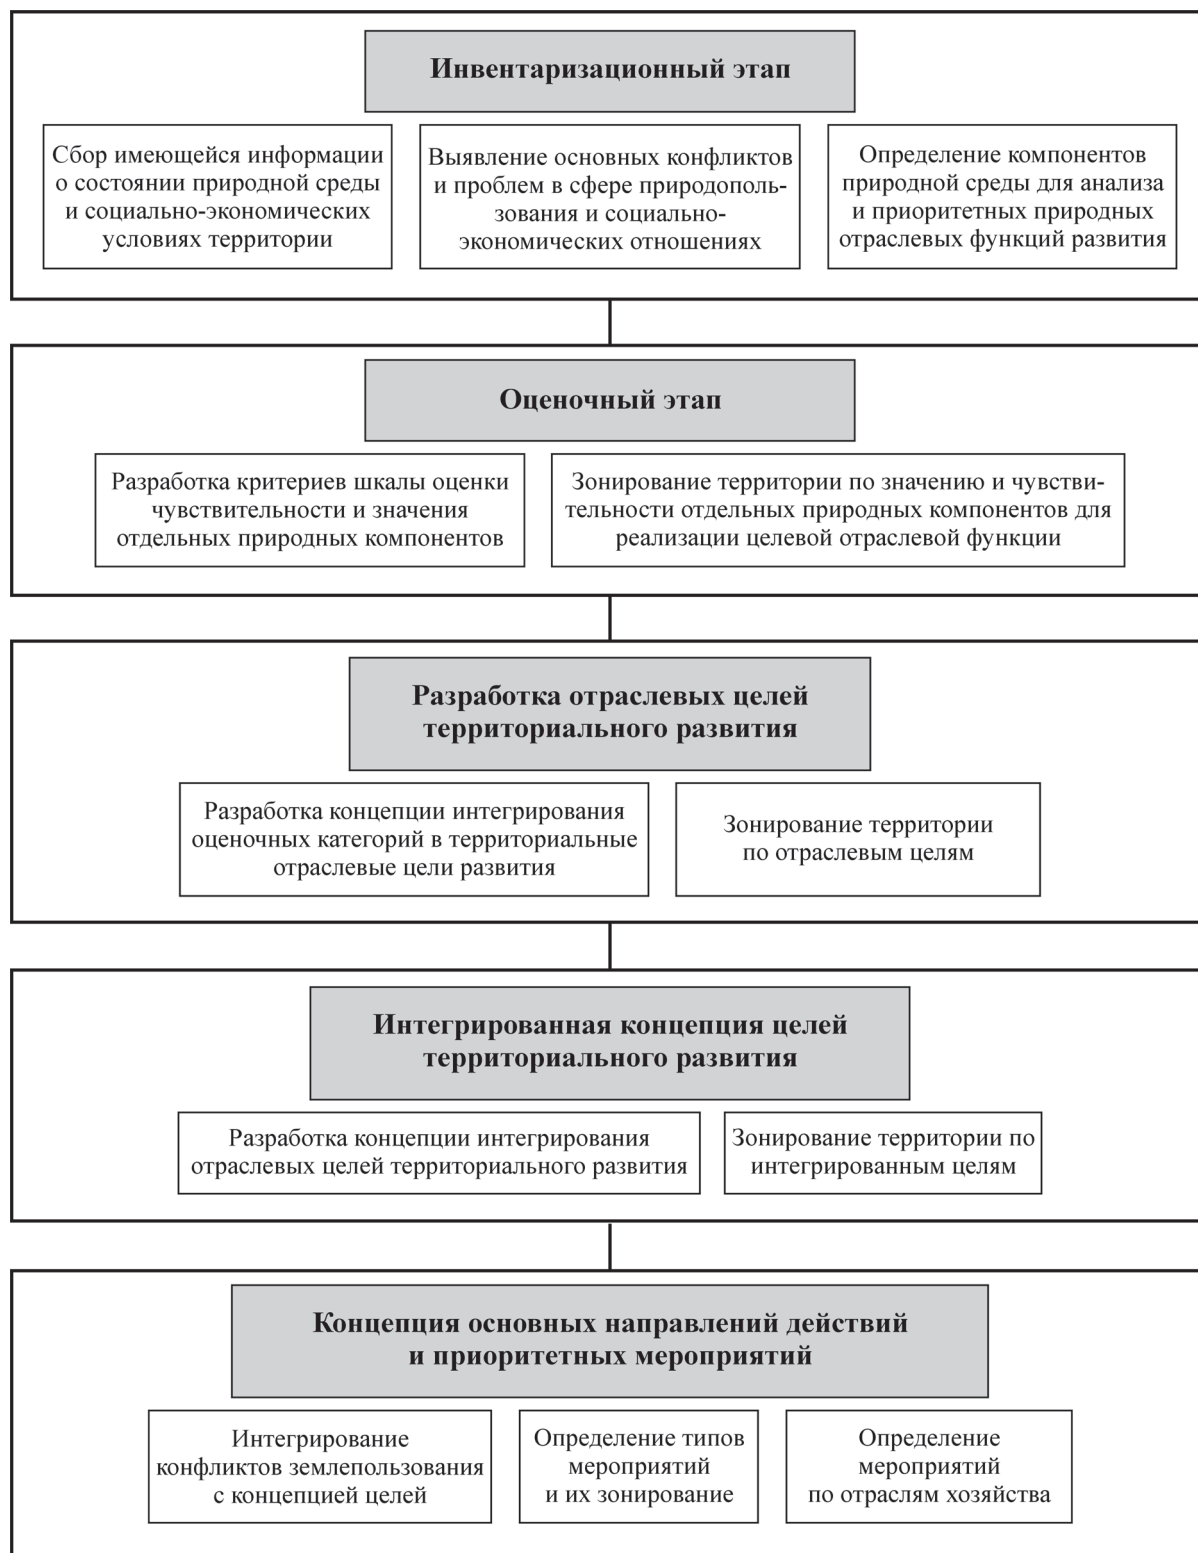 Инвентаризационный этап
Сбор имеющейся информации
о состоянии природной среды
и социально-экономических
условиях территории
Выявление основных конфликтов
и проблем в сфере природополь-
зования и социально-
экономических отношениях
Определение компонентов
природной среды для анализа
и приоритетных природных
отраслевых функций развития
Оценочный этап
Разработка критериев шкалы оценки
чувствительности и значения
отдельных природных компонентов
Зонирование территории по значению и чувстви-
тельности отдельных природных компонентов для
реализации целевой отраслевой функции
Разработка отраслевых целей
территориального развития
Разработка концепции интегрирования
оценочных категорий в территориальные
отраслевые цели развития
Зонирование территории
по отраслевым целям
Интегрированная концепция целей
территориального развития
Разработка концепции интегрирования
отраслевых целей территориального развития
Зонирование территории по
интегрированным целям
Концепция основных направлений действий
и приоритетных мероприятий
Интегрирование
конфликтов землепользования
с концепцией целей
Определение типов
мероприятий
и их зонирование
Определение
мероприятий
по отраслям хозяйства